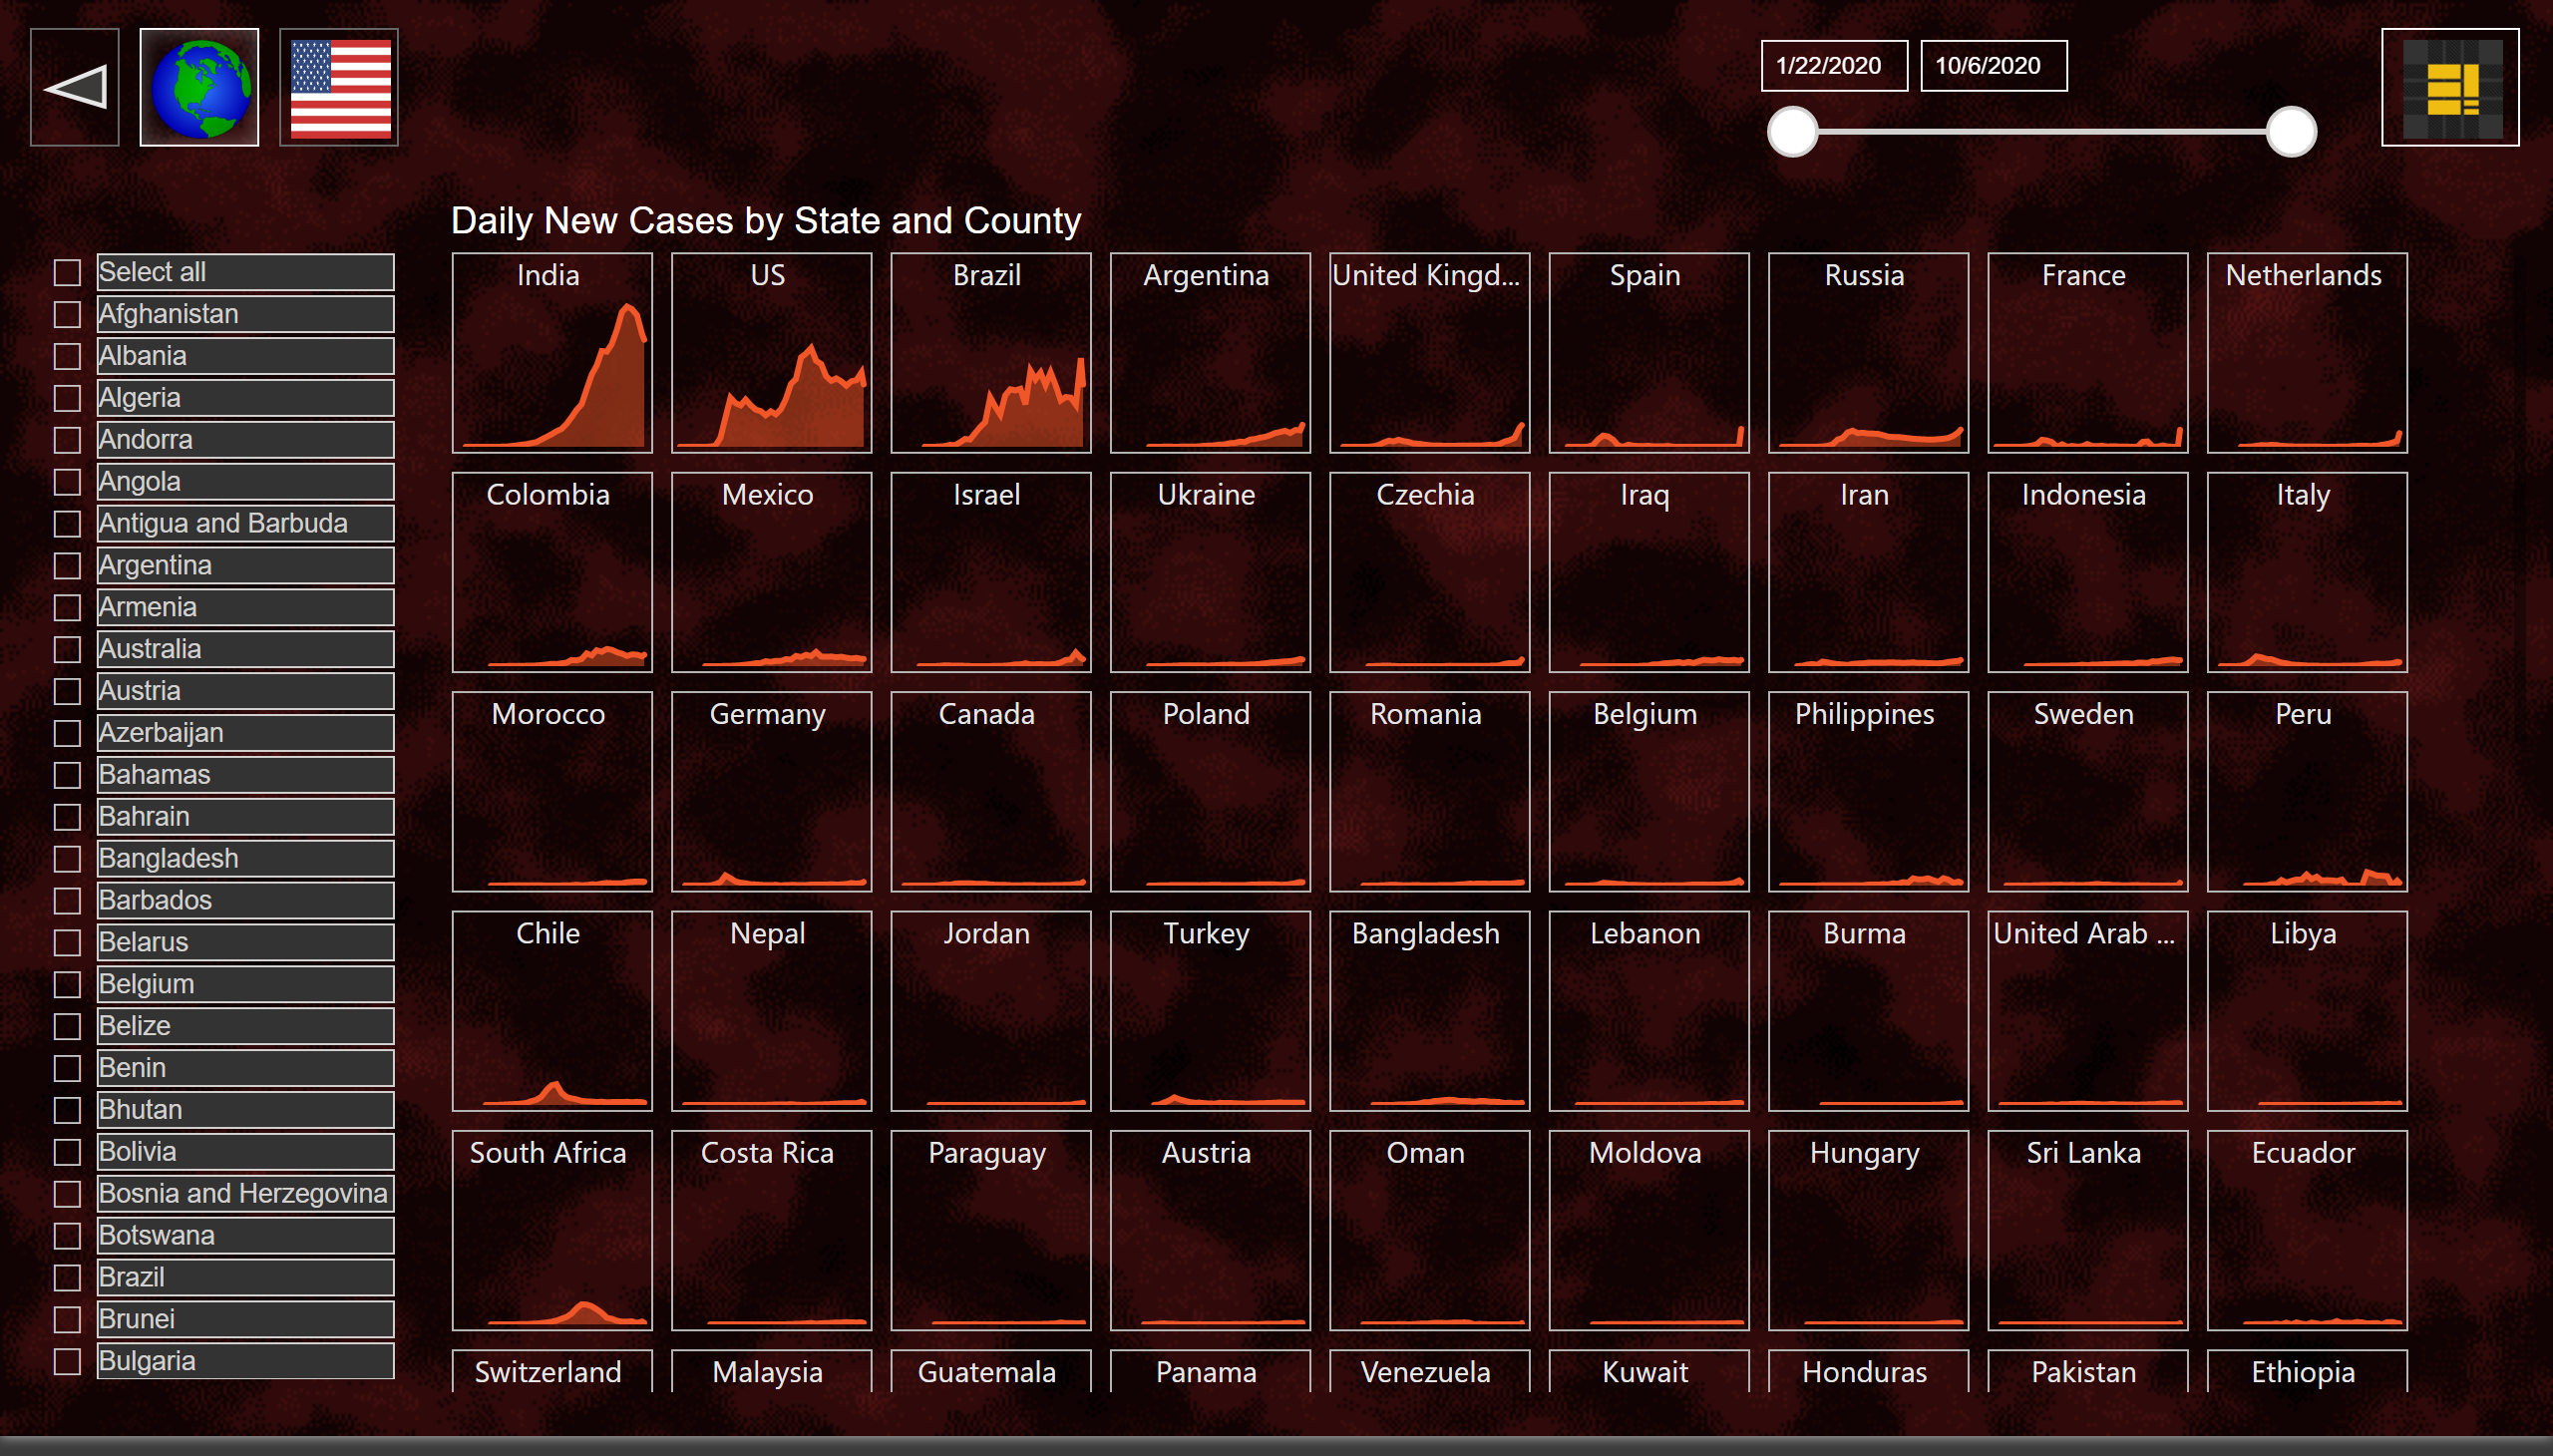 1/22/2020 10/6/2020
Daily New Cases by State and County
Select all
Afghanistan
Albania
Algeria
Andorra
Angola
Antigua and Barbuda
Argentina
Armenia
Australia
Austria
Azerbaijan
Bahamas
Bahrain
Bangladesh
Barbados
Belarus
Belgium
Belize
Benin
Bhutan
Bolivia
Bosnia and Herzegovina
Botswana
Brazil
Brunei
Bulgaria
India US Brazil Argentina United Kingd... Spain Russia France Netherlands
Colombia Mexico Israel Ukraine Czechia Iraq Iran Indonesia Italy
Morocco Germany Canada Poland Romania Belgium Philippines Sweden Peru
Chile Nepal Jordan Turkey Bangladesh Lebanon Burma United Arab ... Libya
South Africa Costa Rica Paraguay Austria Oman Moldova Hungary Sri Lanka Ecuador
Switzerland Malaysia Guatemala Panama Venezuela Kuwait Honduras Pakistan Ethiopia